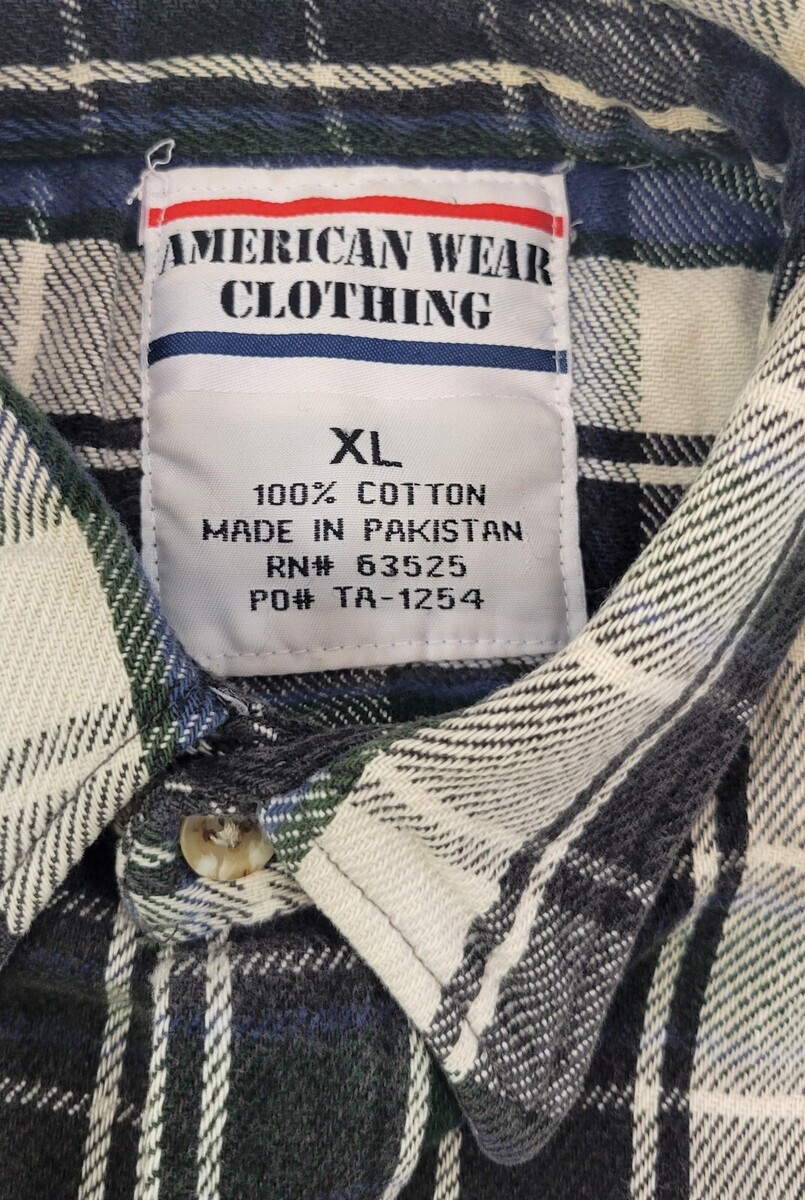 AMERICAN WEAR
CLOTHING
XL
100% COTTON
MADE IN PAKISTAN
RN# 63525
PO# TA-1254